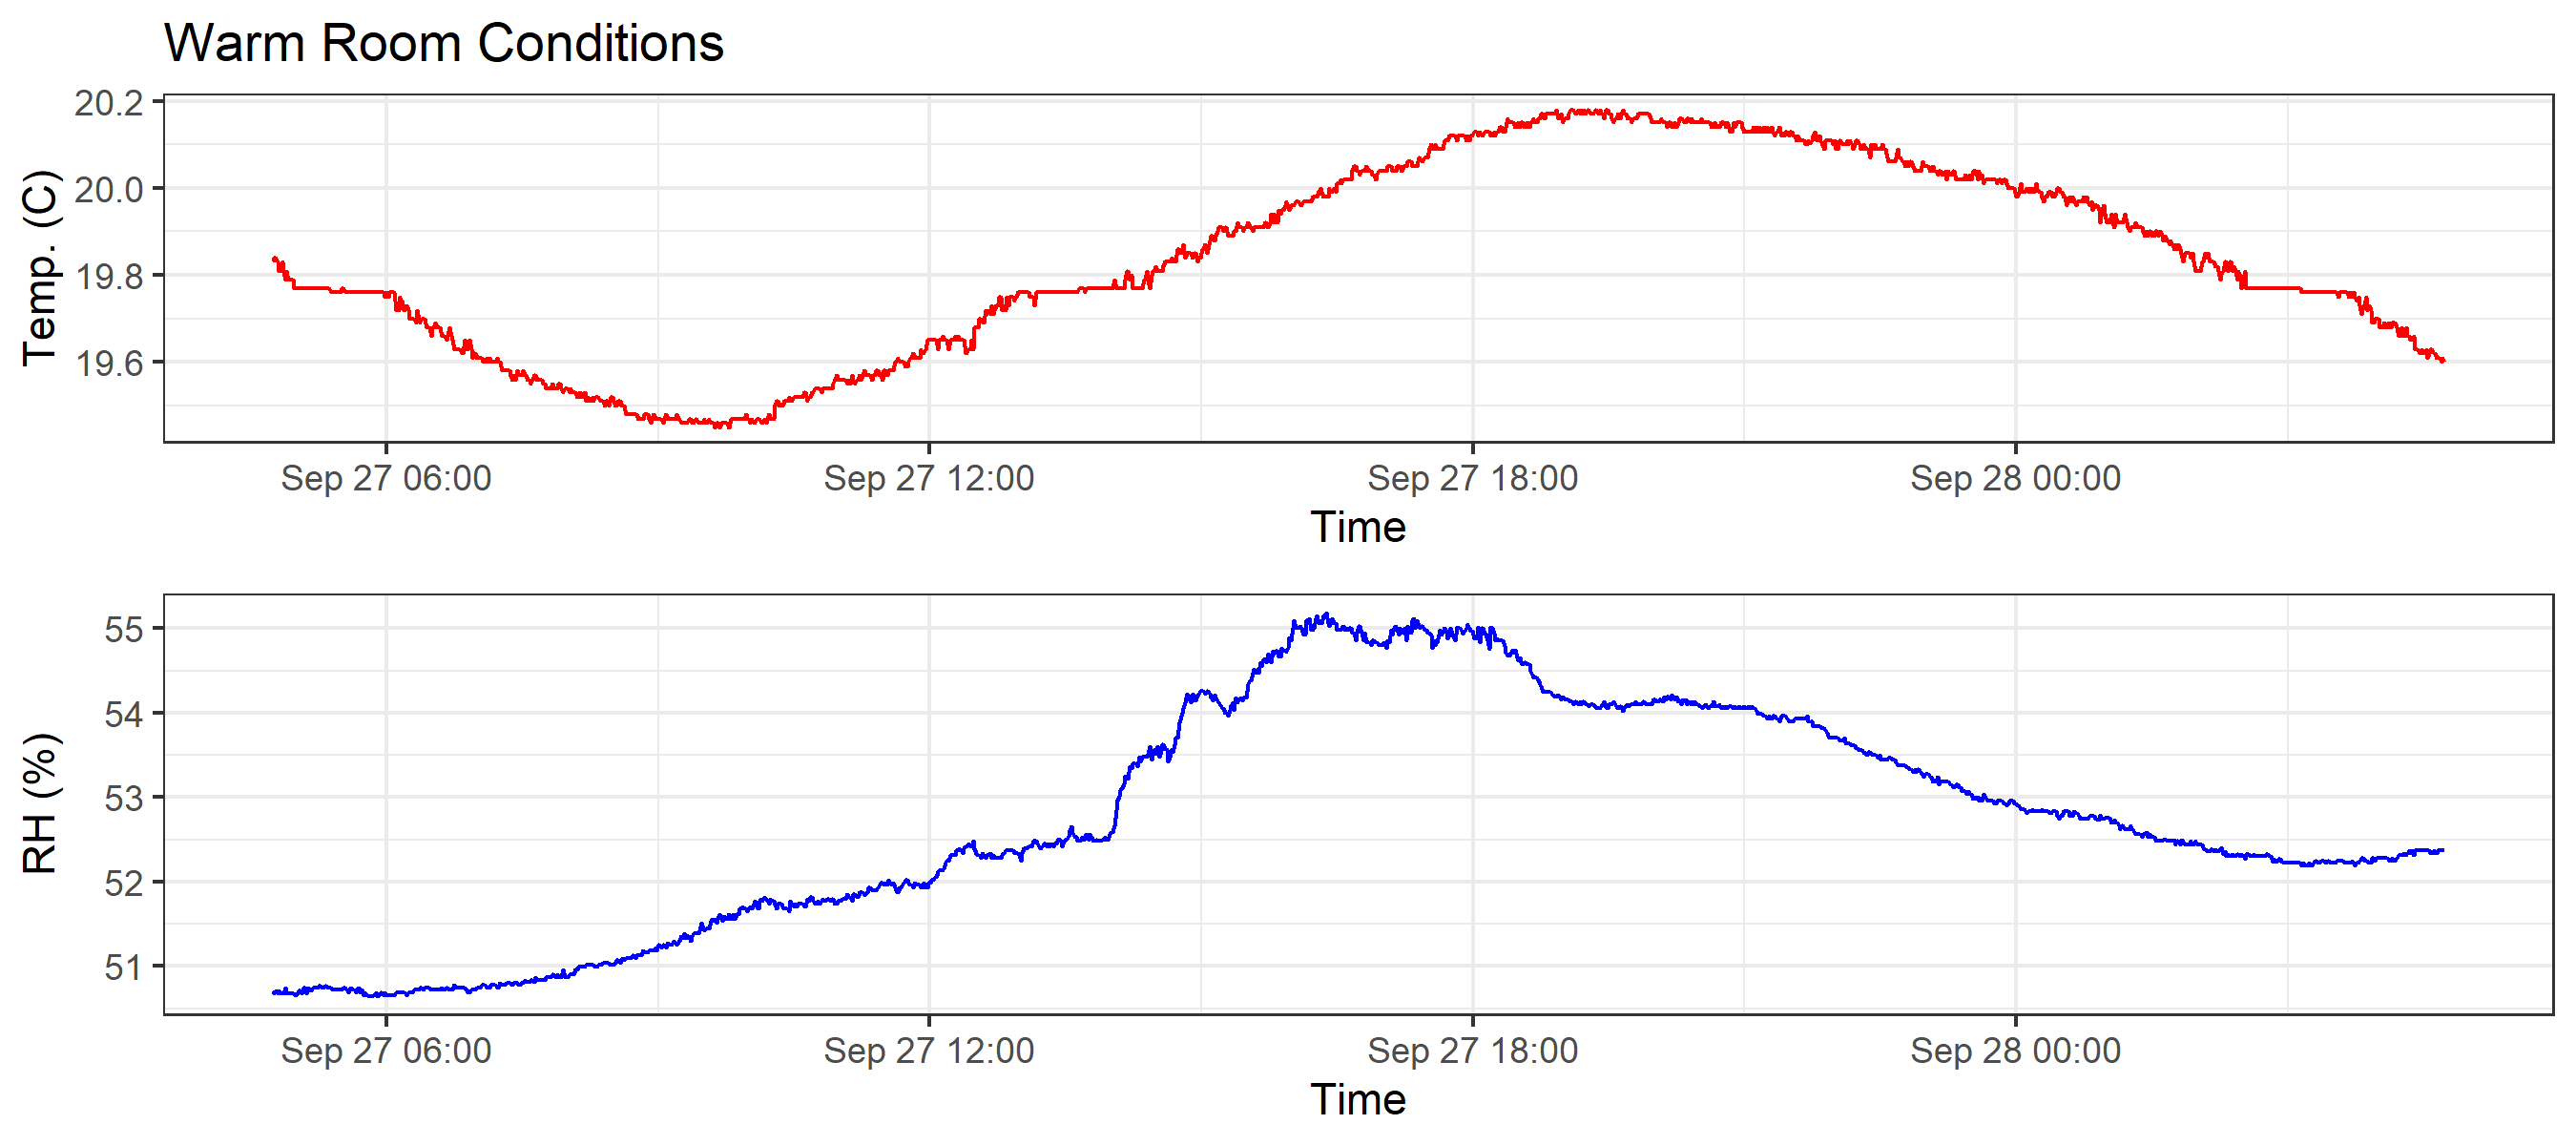 Warm Room Conditions
20.2
20.0
19.8
19.6
Temp. (C)
Sep 27 06:00 Sep 27 12:00 Sep 27 18:00 Sep 28 00:00
Time
55
54
53
52
51
RH (%)
Sep 27 06:00 Sep 27 12:00 Sep 27 18:00 Sep 28 00:00
Time